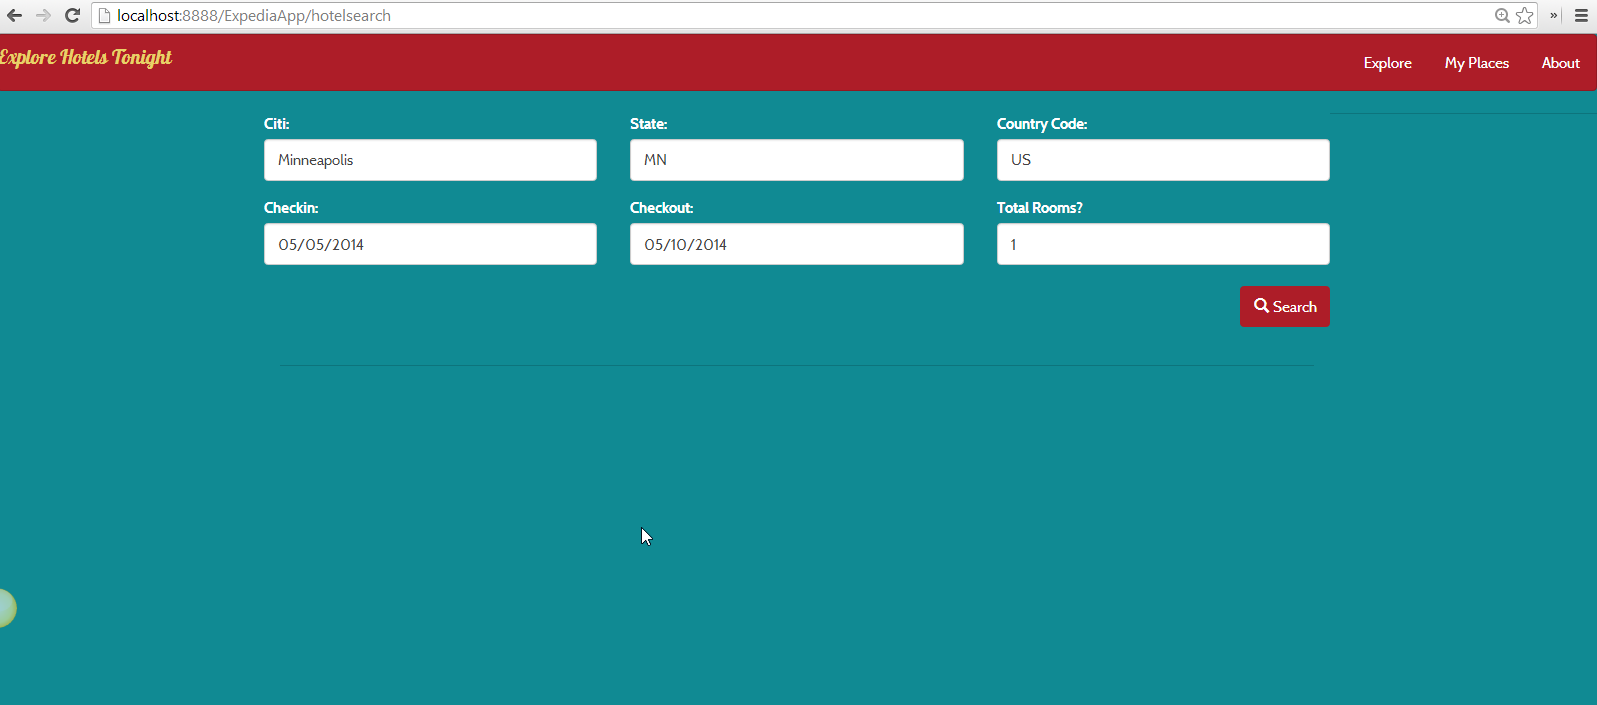 localhost:8888/ExpediaApp/hotelsearch
»
Explore Hotels Tonight
Explore My Places About
Citi: State: Country Code:
Minneapolis MN US
Checkin: Checkout: Total Rooms?
05/05/2014 05/10/2014 1
Search